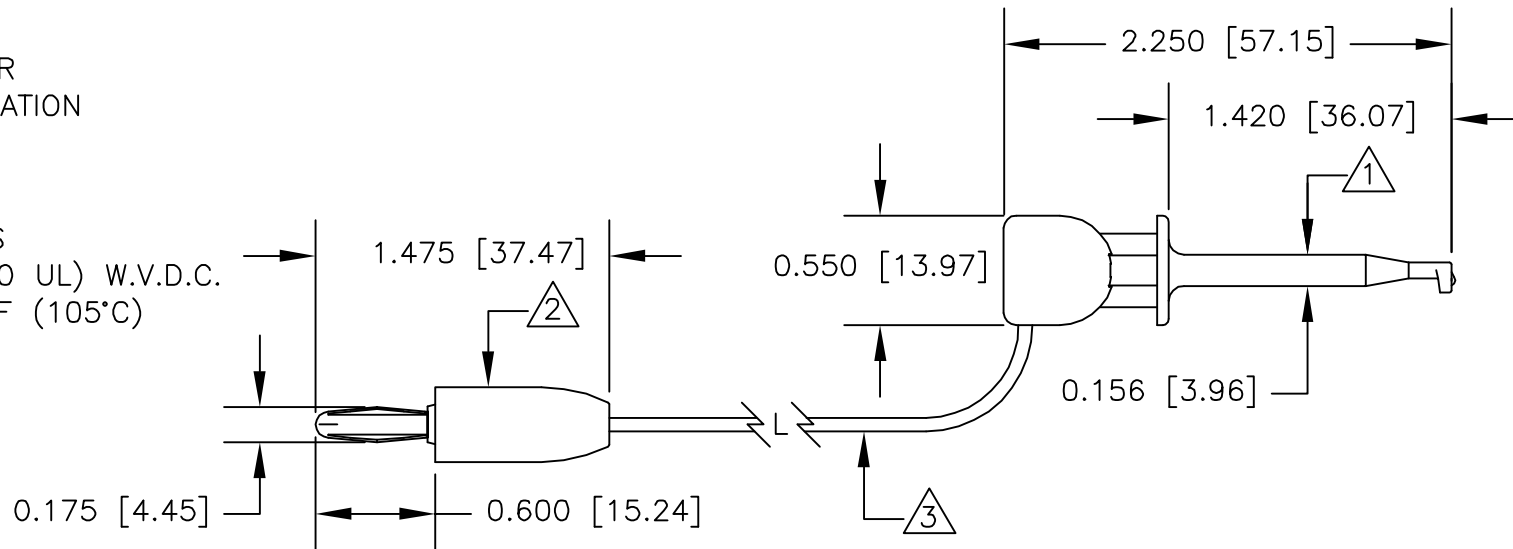 R
ATION
S
0 UL) W.V.D.C.
F (105°C)
2.250 [57.15]
1.420 [36.07]
1
1.475 [37.47]
0.550 [13.97]
2
0.156 [3.96]
L
0.175 [4.45]
0.600 [15.24]
3